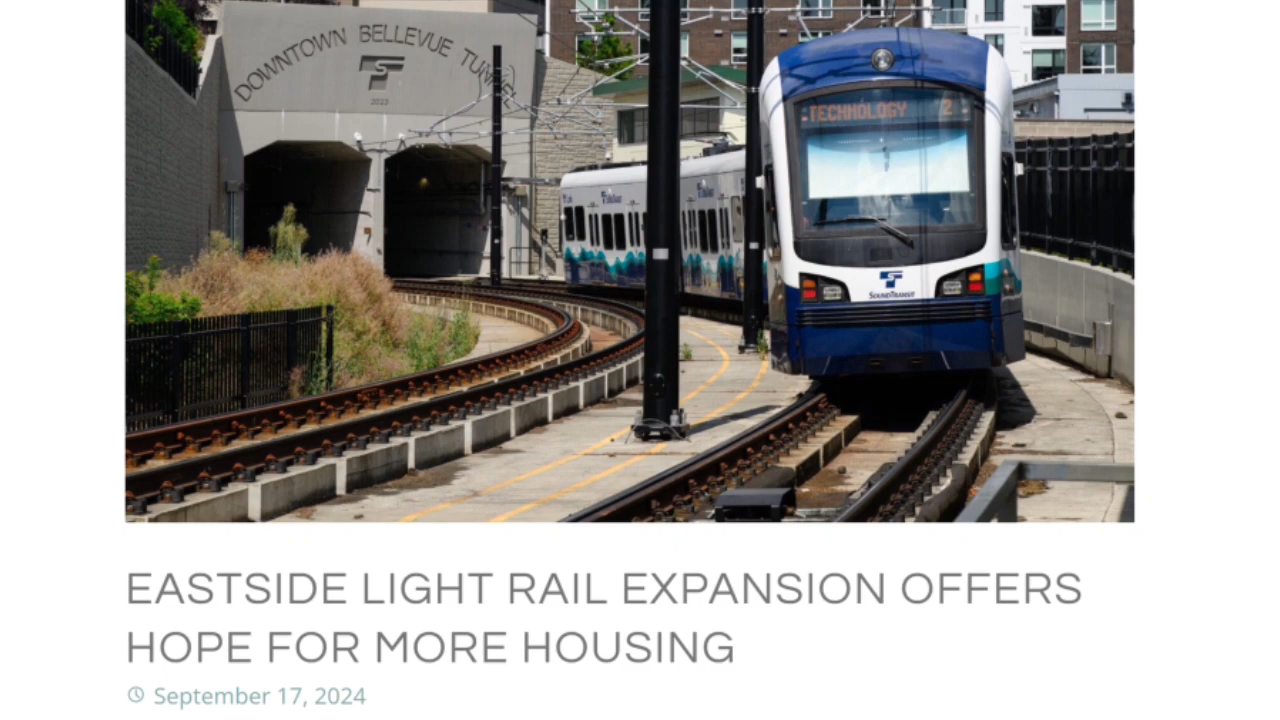 DOWNTOWN BELLEVUE TUNNEL
2023
TECHNOLOGY 2
SOUNDTRANSIT
EASTSIDE LIGHT RAIL EXPANSION OFFERS
HOPE FOR MORE HOUSING
September 17, 2024